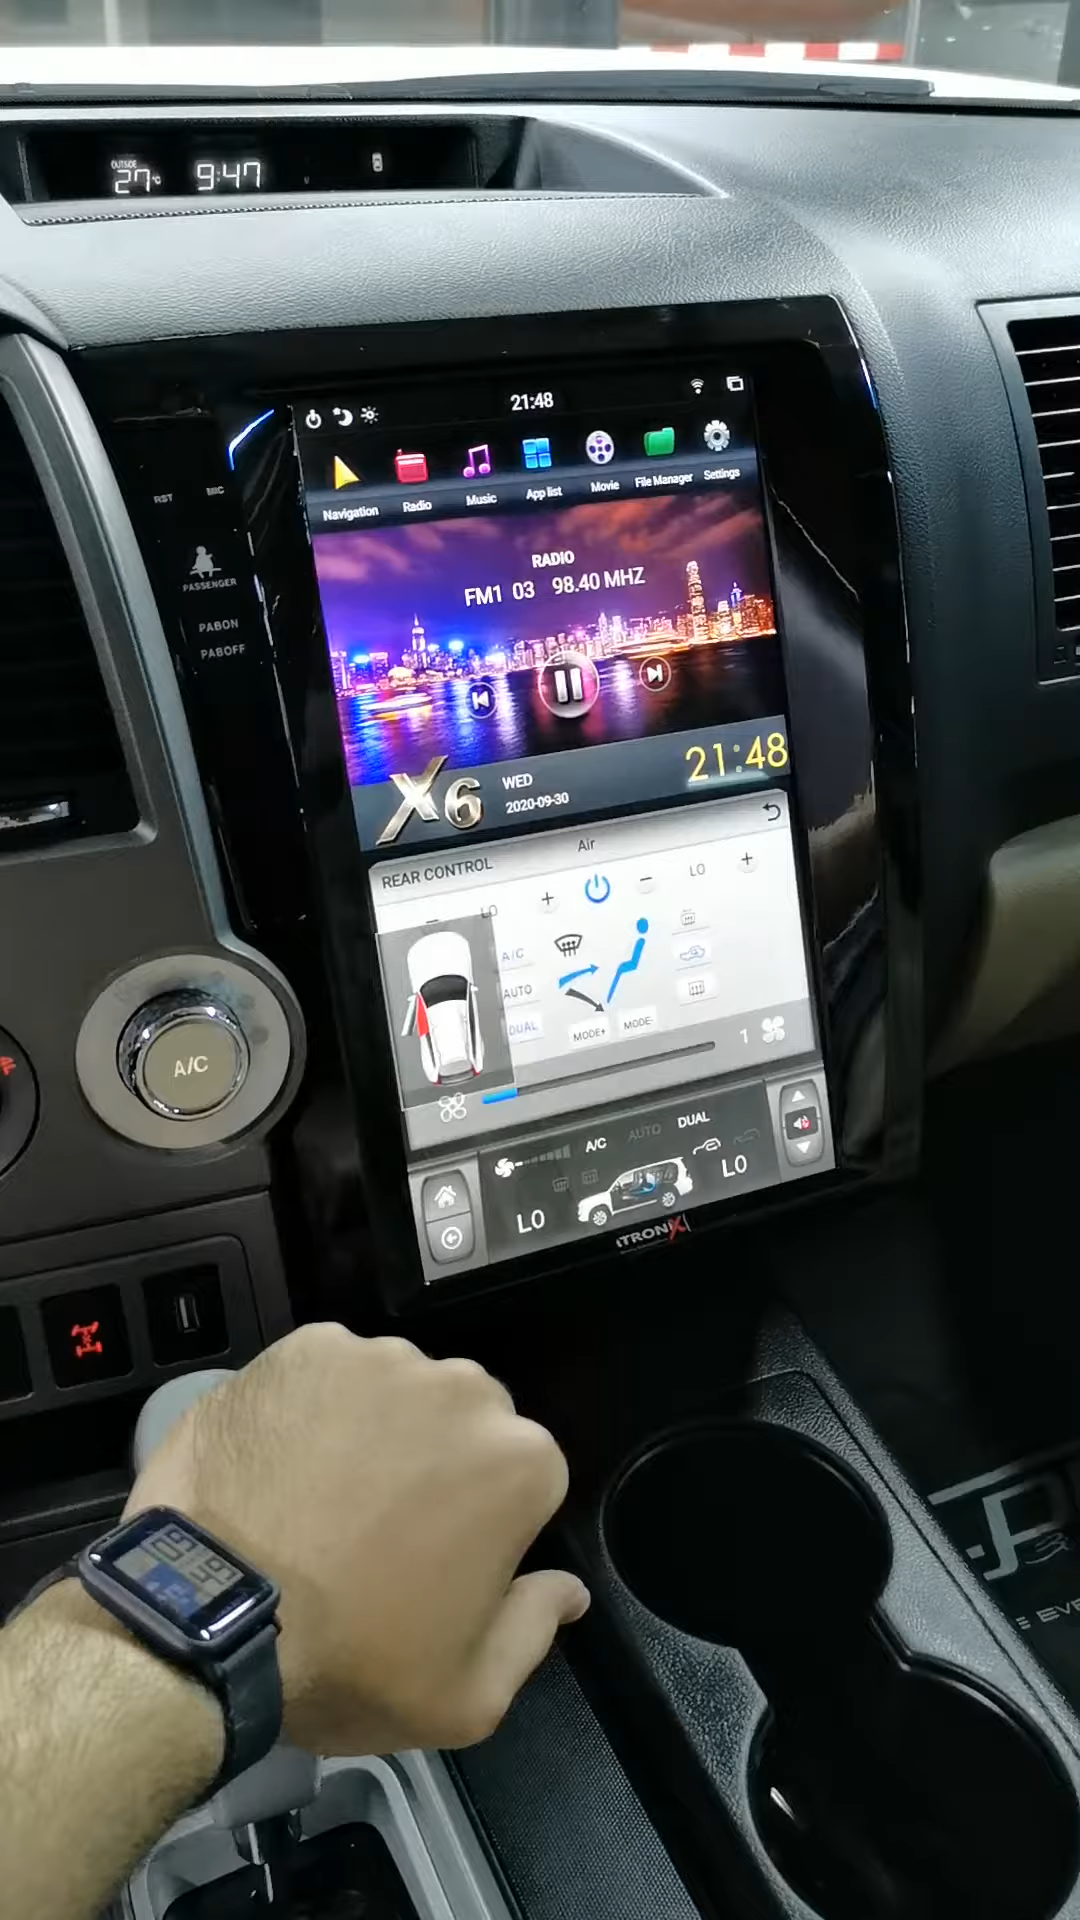 OUTSIDE
27°C 9:47
21:48
RST MIC
Navigation Radio Music App list Movie File Manager Settings
PASSENGER
PABON
PABOFF
RADIO
FM1 03 98.40 MHZ
X6
WED
2020-09-30
21:48
Air
REAR CONTROL
LO
LO
A/C
AUTO
DUAL
MODE+ MODE-
1
A/C
A/C AUTO DUAL
LO
LO
iTRONIX
09
49